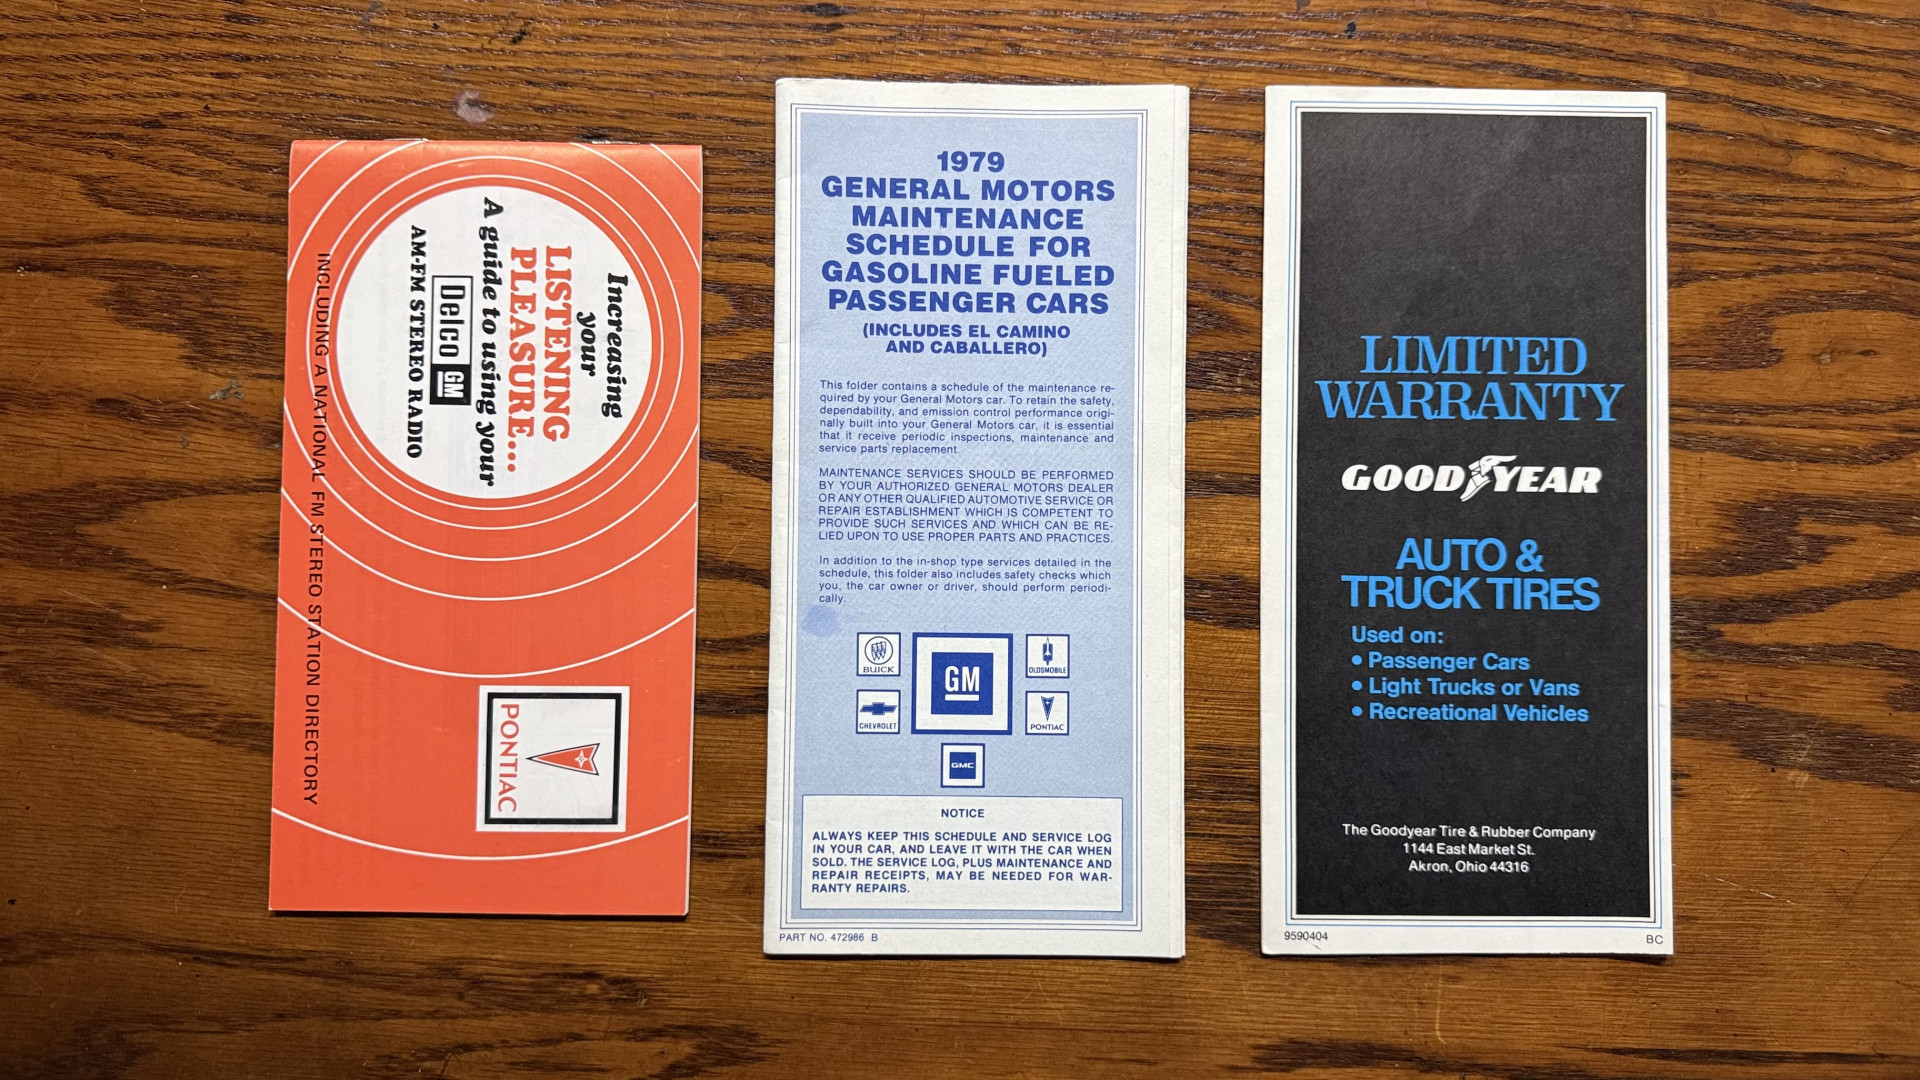 Increasing
your
LISTENING
PLEASURE....
A guide to using your
Delco GM
AM-FM STEREO RADIO
INCLUDING A NATIONAL FM STEREO STATION DIRECTORY
PONTIAC
1979
GENERAL MOTORS
MAINTENANCE
SCHEDULE FOR
GASOLINE FUELED
PASSENGER CARS
(INCLUDES EL CAMINO
AND CABALLERO)
This folder contains a schedule of the maintenance re-
quired by your General Motors car. To retain the safety,
dependability, and emission control performance origi-
nally built into your General Motors car, it is essential
that it receive periodic inspections, maintenance and
service parts replacement.
MAINTENANCE SERVICES SHOULD BE PERFORMED
BY YOUR AUTHORIZED GENERAL MOTORS DEALER
OR ANY OTHER QUALIFIED AUTOMOTIVE SERVICE OR
REPAIR ESTABLISHMENT WHICH IS COMPETENT TO
PROVIDE SUCH SERVICES AND WHICH CAN BE RE-
LIED UPON TO USE PROPER PARTS AND PRACTICES.
In addition to the in-shop type services detailed in the
schedule, this folder also includes safety checks which
you, the car owner or driver, should perform periodi-
cally.
BUICK
GM
OLDSMOBILE
CHEVROLET
PONTIAC
GMC
NOTICE
ALWAYS KEEP THIS SCHEDULE AND SERVICE LOG
IN YOUR CAR, AND LEAVE IT WITH THE CAR WHEN
SOLD. THE SERVICE LOG, PLUS MAINTENANCE AND
REPAIR RECEIPTS, MAY BE NEEDED FOR WAR-
RANTY REPAIRS.
PART NO. 472986 B
LIMITED
WARRANTY
GOODYEAR
AUTO &
TRUCK TIRES
Used on:
• Passenger Cars
• Light Trucks or Vans
• Recreational Vehicles
The Goodyear Tire & Rubber Company
1144 East Market St.
Akron, Ohio 44316
9590404
BC